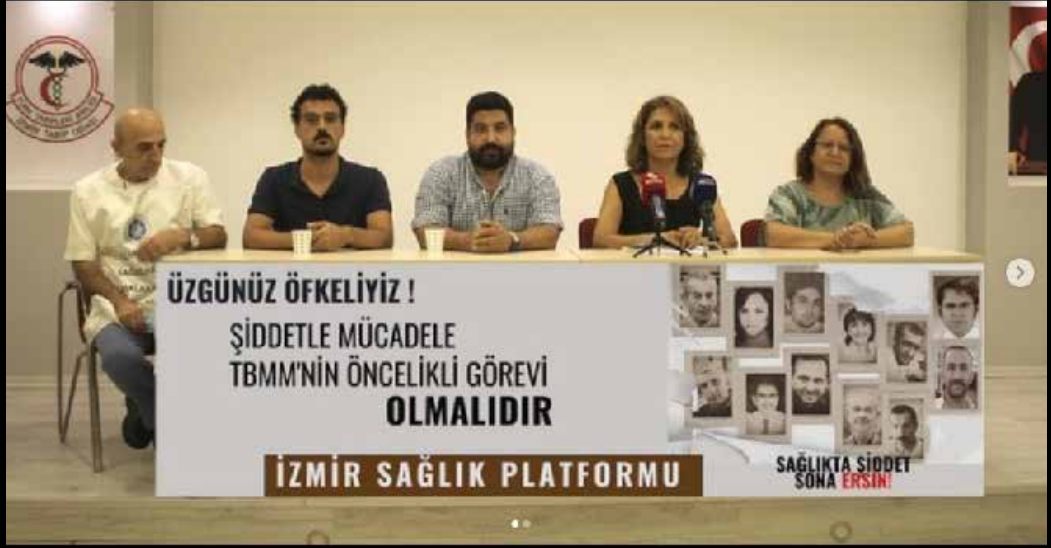 ÜZGÜNÜZ ÖFKELİYİZ !
ŞİDDETLE MÜCADELE
TBMM'NİN ÖNCELİKLİ GÖREVİ
OLMALIDIR
İZMİR SAĞLIK PLATFORMU
SAĞLIKTA ŞİDDET
SONA ERSİN!